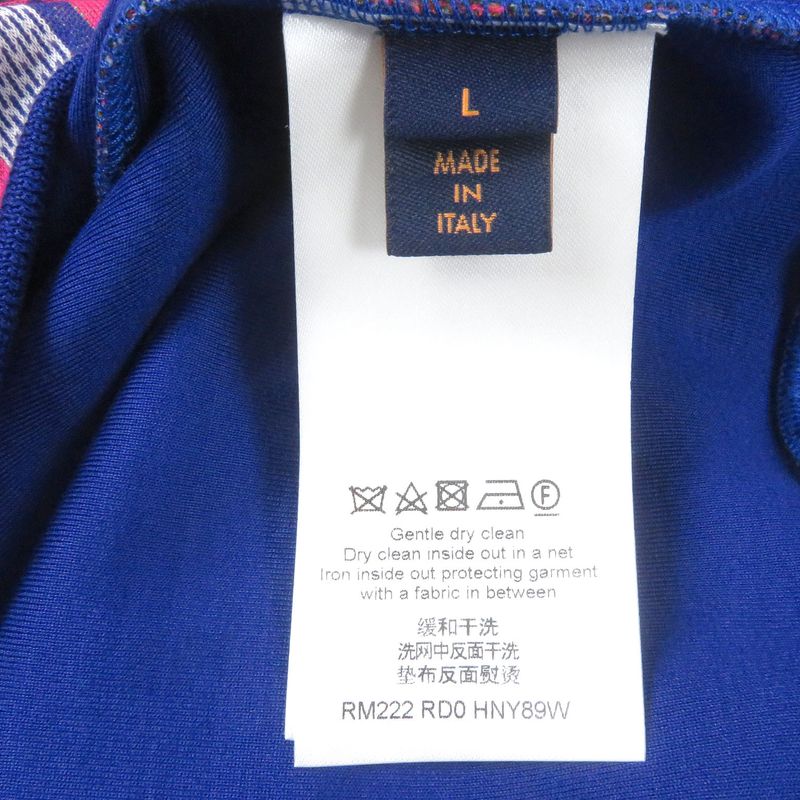 L
MADE
IN
ITALY
F
Gentle dry clean
Dry clean inside out in a net
Iron inside out protecting garment
with a fabric in between
缓和干洗
洗网中反面干洗
垫布反面熨烫
RM222 RD0 HNY89W